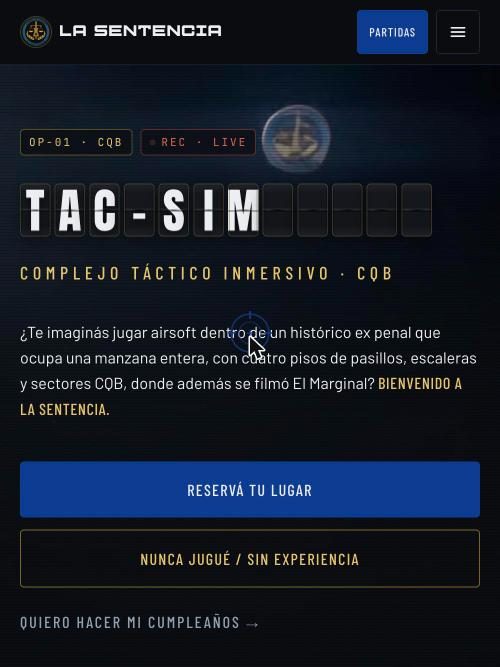 LA SENTENCIA
PARTIDAS
OP-01 · CQB
REC · LIVE
TAC-SIM
COMPLEJO TÁCTICO INMERSIVO · CQB
¿Te imaginás jugar airsoft dentro de un histórico ex penal que
ocupa una manzana entera, con cuatro pisos de pasillos, escaleras
y sectores CQB, donde además se filmó El Marginal? BIENVENIDO A
LA SENTENCIA.
RESERVÁ TU LUGAR
NUNCA JUGUÉ / SIN EXPERIENCIA
QUIERO HACER MI CUMPLEAÑOS →